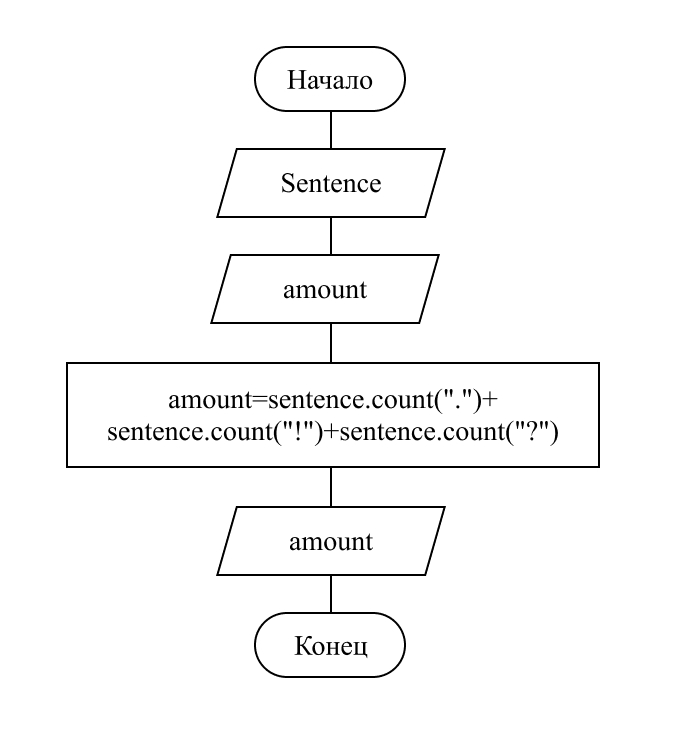 Начало
Sentence
amount
amount=sentence.count(".")+
sentence.count("!")+sentence.count("?")
amount
Конец